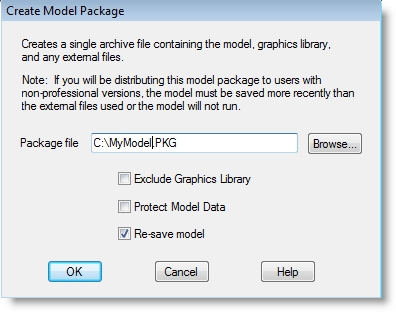 Create Model Package
Creates a single archive file containing the model, graphics library,
and any external files.
Note: If you will be distributing this model package to users with
non-professional versions, the model must be saved more recently than
the external files used or the model will not run.
Package file C:\MyModel.PKG Browse...
Exclude Graphics Library
Protect Model Data
Re-save model
OK Cancel Help